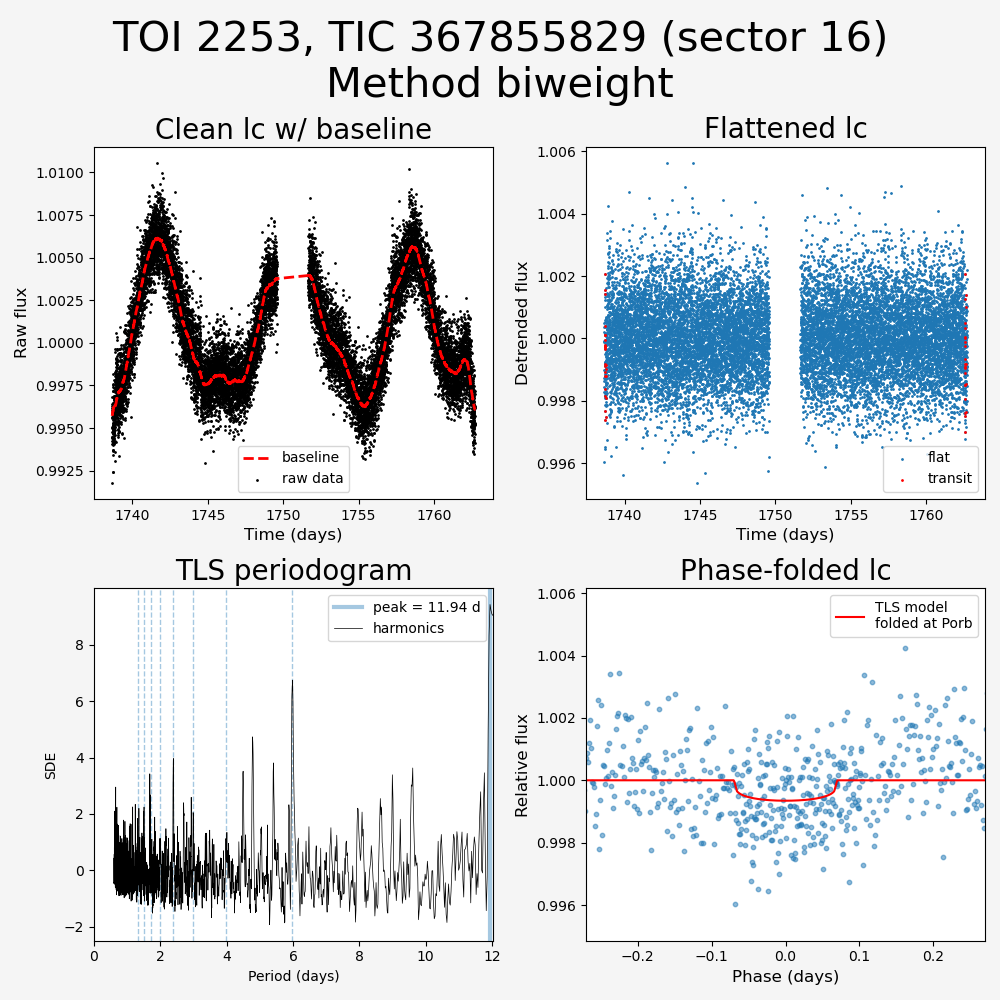 TOI 2253, TIC 367855829 (sector 16)
Method biweight
Clean lc w/ baseline
Raw flux
1.0100
1.0075
1.0050
1.0025
1.0000
0.9975
0.9950
0.9925
baseline
raw data
1740
1745
1750
1755
1760
Time (days)
Flattened lc
Detrended flux
1.006
1.004
1.002
1.000
0.998
0.996
flat
transit
1740
1745
1750
1755
1760
Time (days)
TLS periodogram
SDE
8
6
4
2
0
−2
peak = 11.94 d
harmonics
0
2
4
6
8
10
12
Period (days)
Phase-folded lc
Relative flux
1.006
1.004
1.002
1.000
0.998
0.996
TLS model
folded at Porb
−0.2
−0.1
0.0
0.1
0.2
Phase (days)